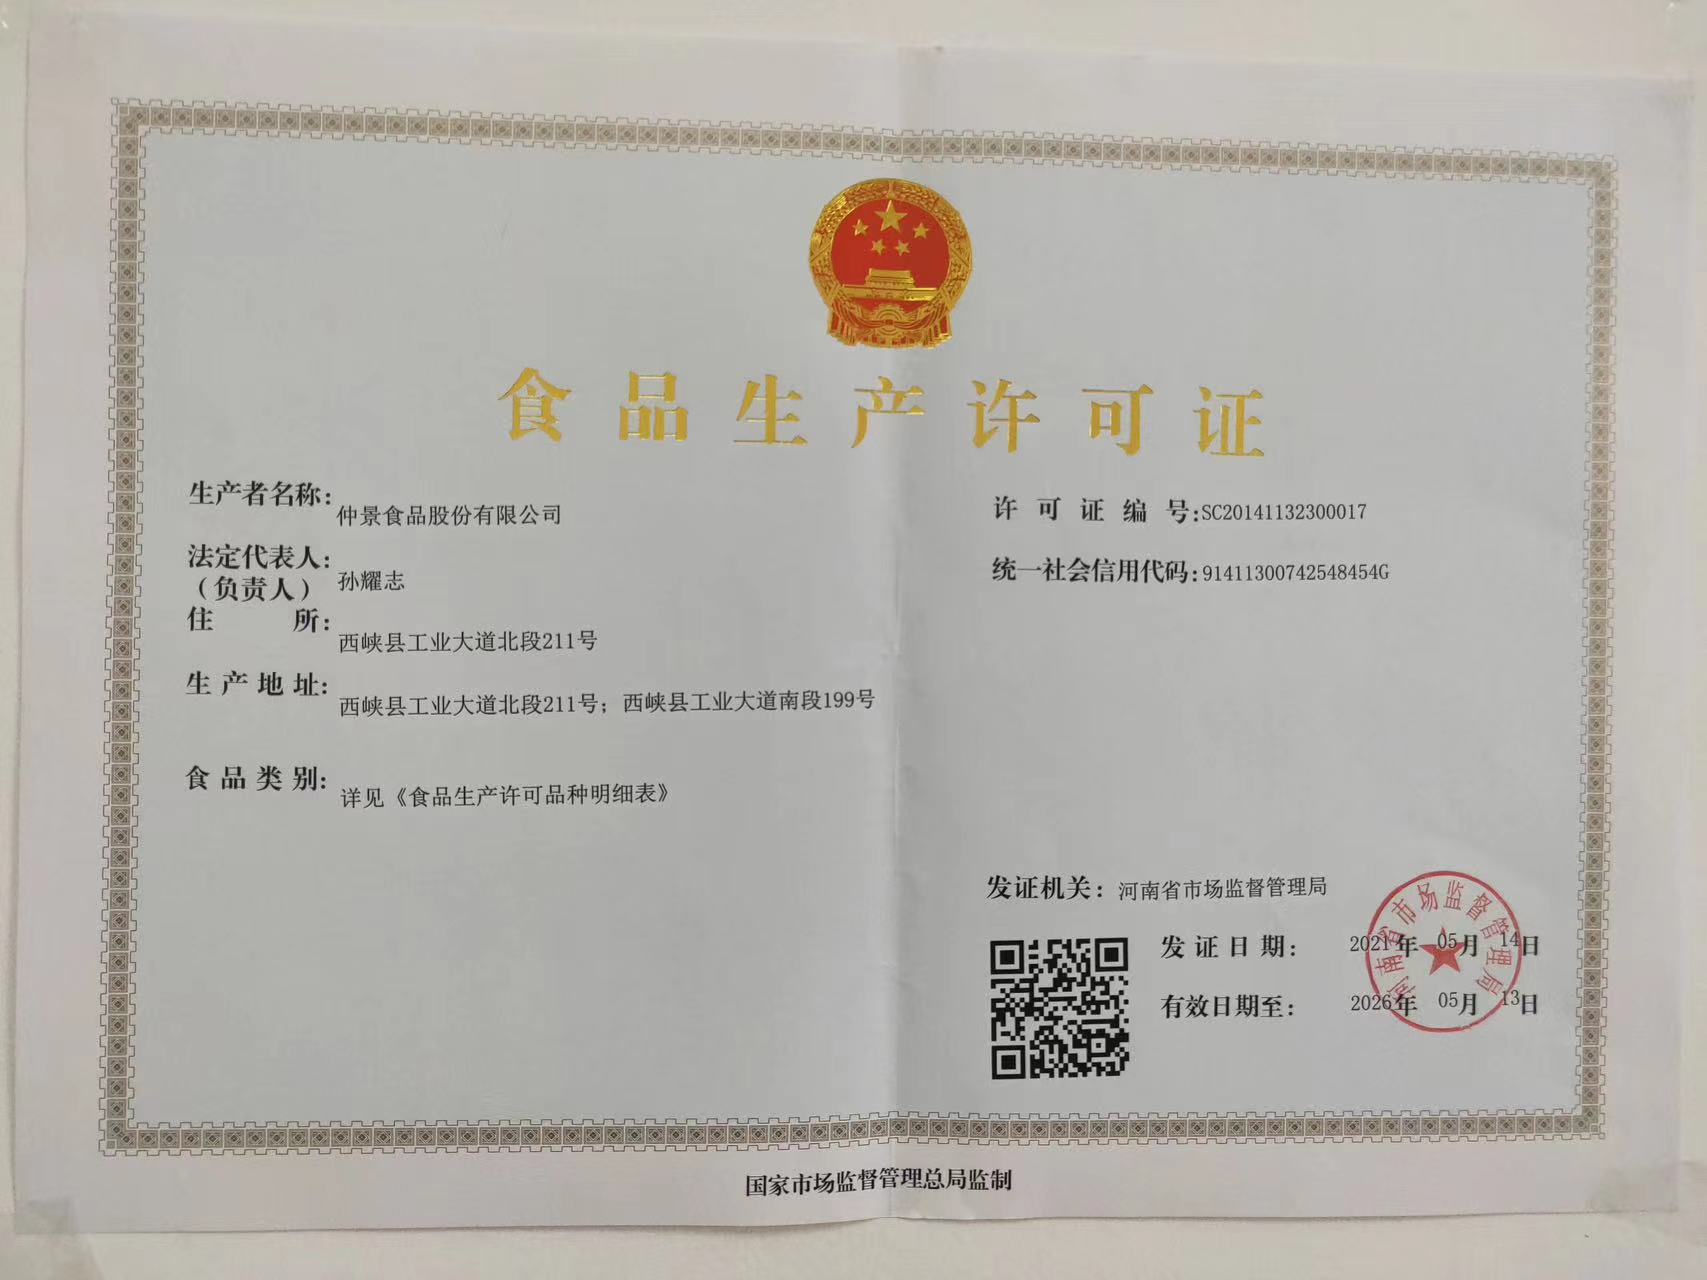 食品生产许可证
生产者名称：仲景食品股份有限公司
法定代表人：
（负责人）孙耀志
住所：西峡县工业大道北段211号
生产地址：西峡县工业大道北段211号；西峡县工业大道南段199号
食品类别：详见《食品生产许可品种明细表》
许可证编号：SC20141132300017
统一社会信用代码：91411300742548454G
发证机关：河南省市场监督管理局
发证日期：2021年05月14日
有效日期至：2026年05月13日
河南省市场监督管理局
国家市场监督管理总局监制